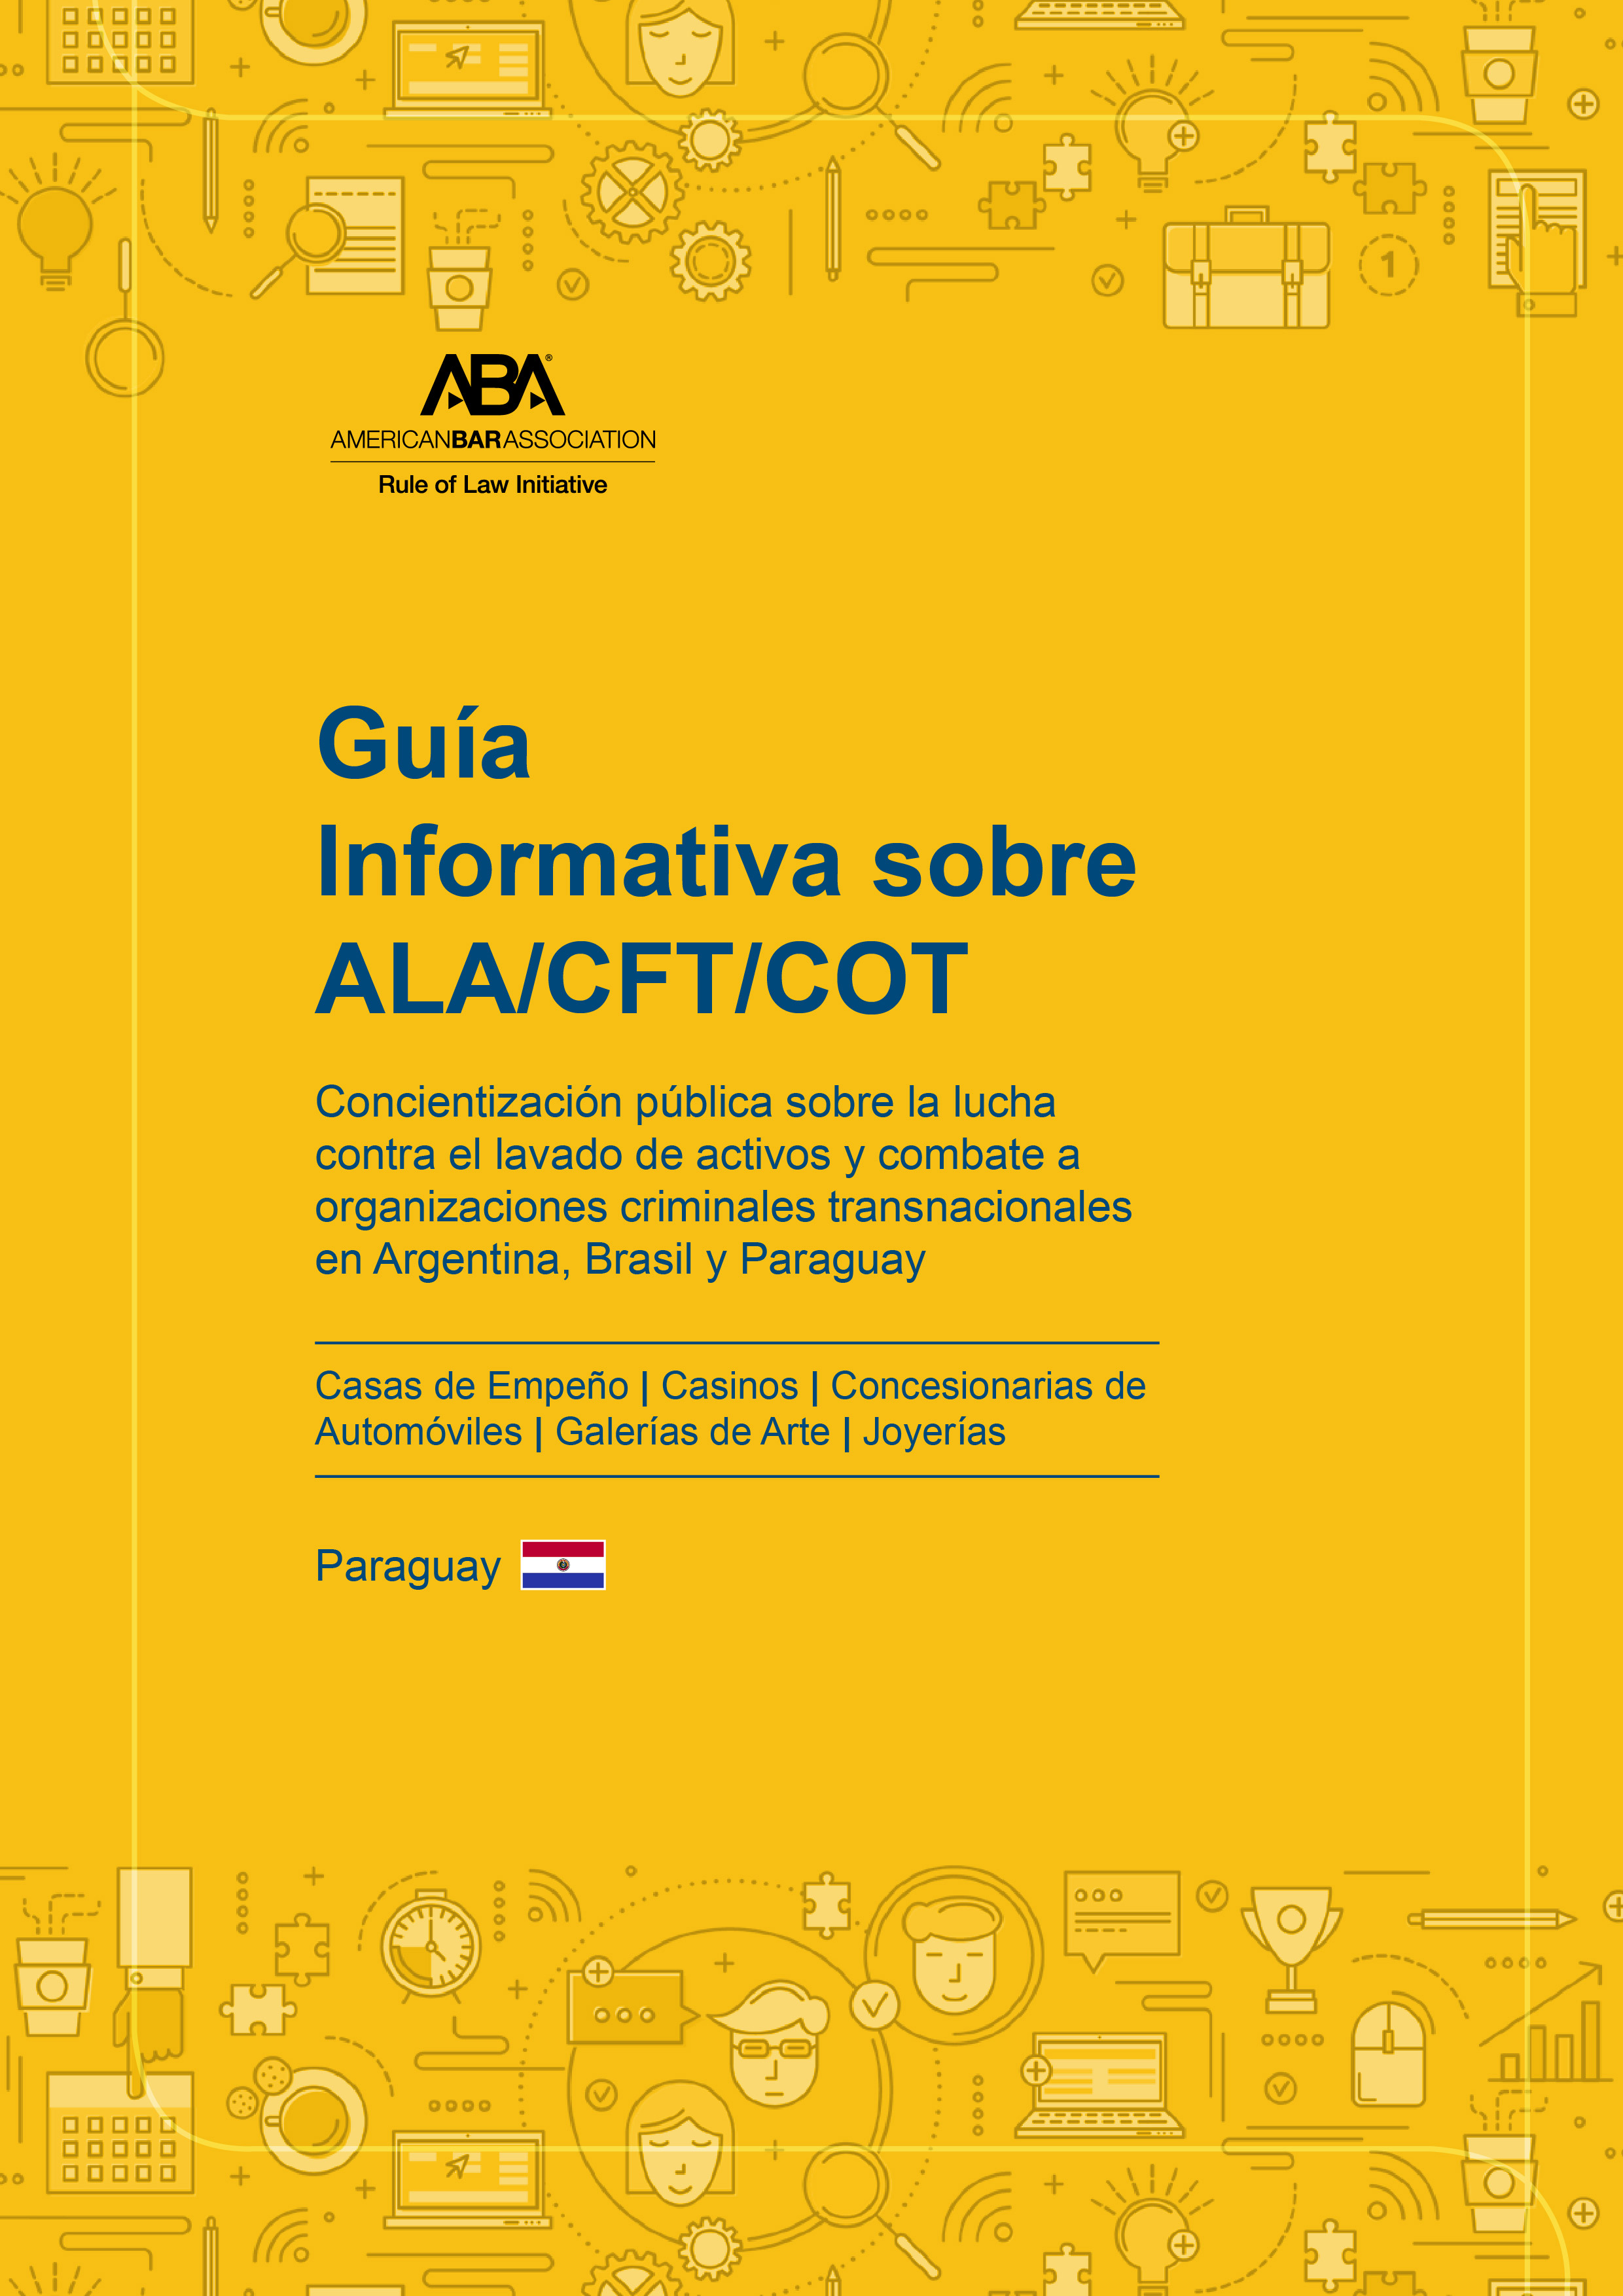 ABA®
AMERICANBARASSOCIATION
Rule of Law Initiative
1
Guía
Informativa sobre
ALA/CFT/COT
Concientización pública sobre la lucha
contra el lavado de activos y combate a
organizaciones criminales transnacionales
en Argentina, Brasil y Paraguay
Casas de Empeño | Casinos | Concesionarias de
Automóviles | Galerías de Arte | Joyerías
Paraguay